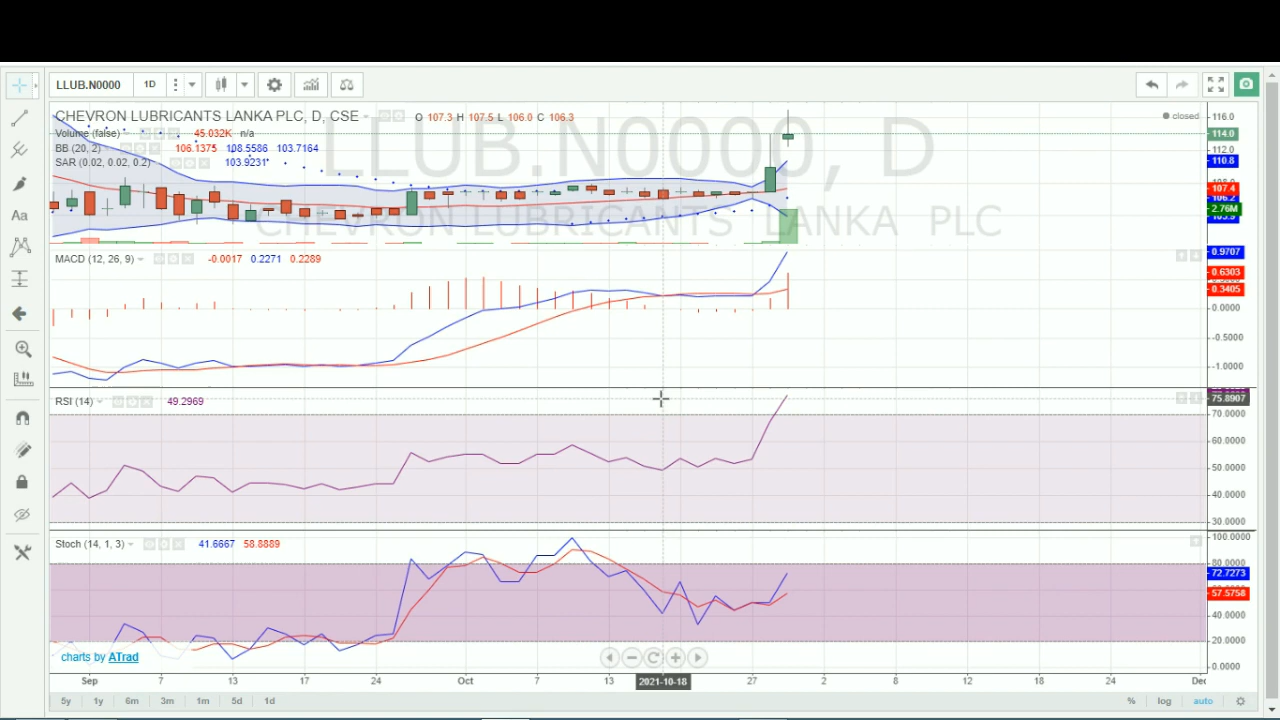 LLUB.N0000 1D
LLUB.N0000, D
CHEVRON LUBRICANTS LANKA PLC
CHEVRON LUBRICANTS LANKA PLC, D, CSE
O 107.3 H 107.5 L 106.0 C 106.3
closed
Volume (false) 45.032K n/a
BB (20, 2) 106.1375 108.5586 103.7164
SAR (0.02, 0.02, 0.2) 103.9231
116.0
114.0
112.0
110.8
107.4
106.2
2.76M
MACD (12, 26, 9) -0.0017 0.2271 0.2289
0.9707
0.6303
0.3405
0.0000
-0.5000
-1.0000
RSI (14) 49.2969
75.8907
70.0000
60.0000
50.0000
40.0000
30.0000
Stoch (14, 1, 3) 41.6667 58.8889
100.0000
80.0000
72.7273
57.5758
40.0000
20.0000
0.0000
charts by ATrad
Sep 7 13 17 24 Oct 7 13 2021-10-18 27 2 8 12 18 24 Dec
5y 1y 6m 3m 1m 5d 1d % log auto